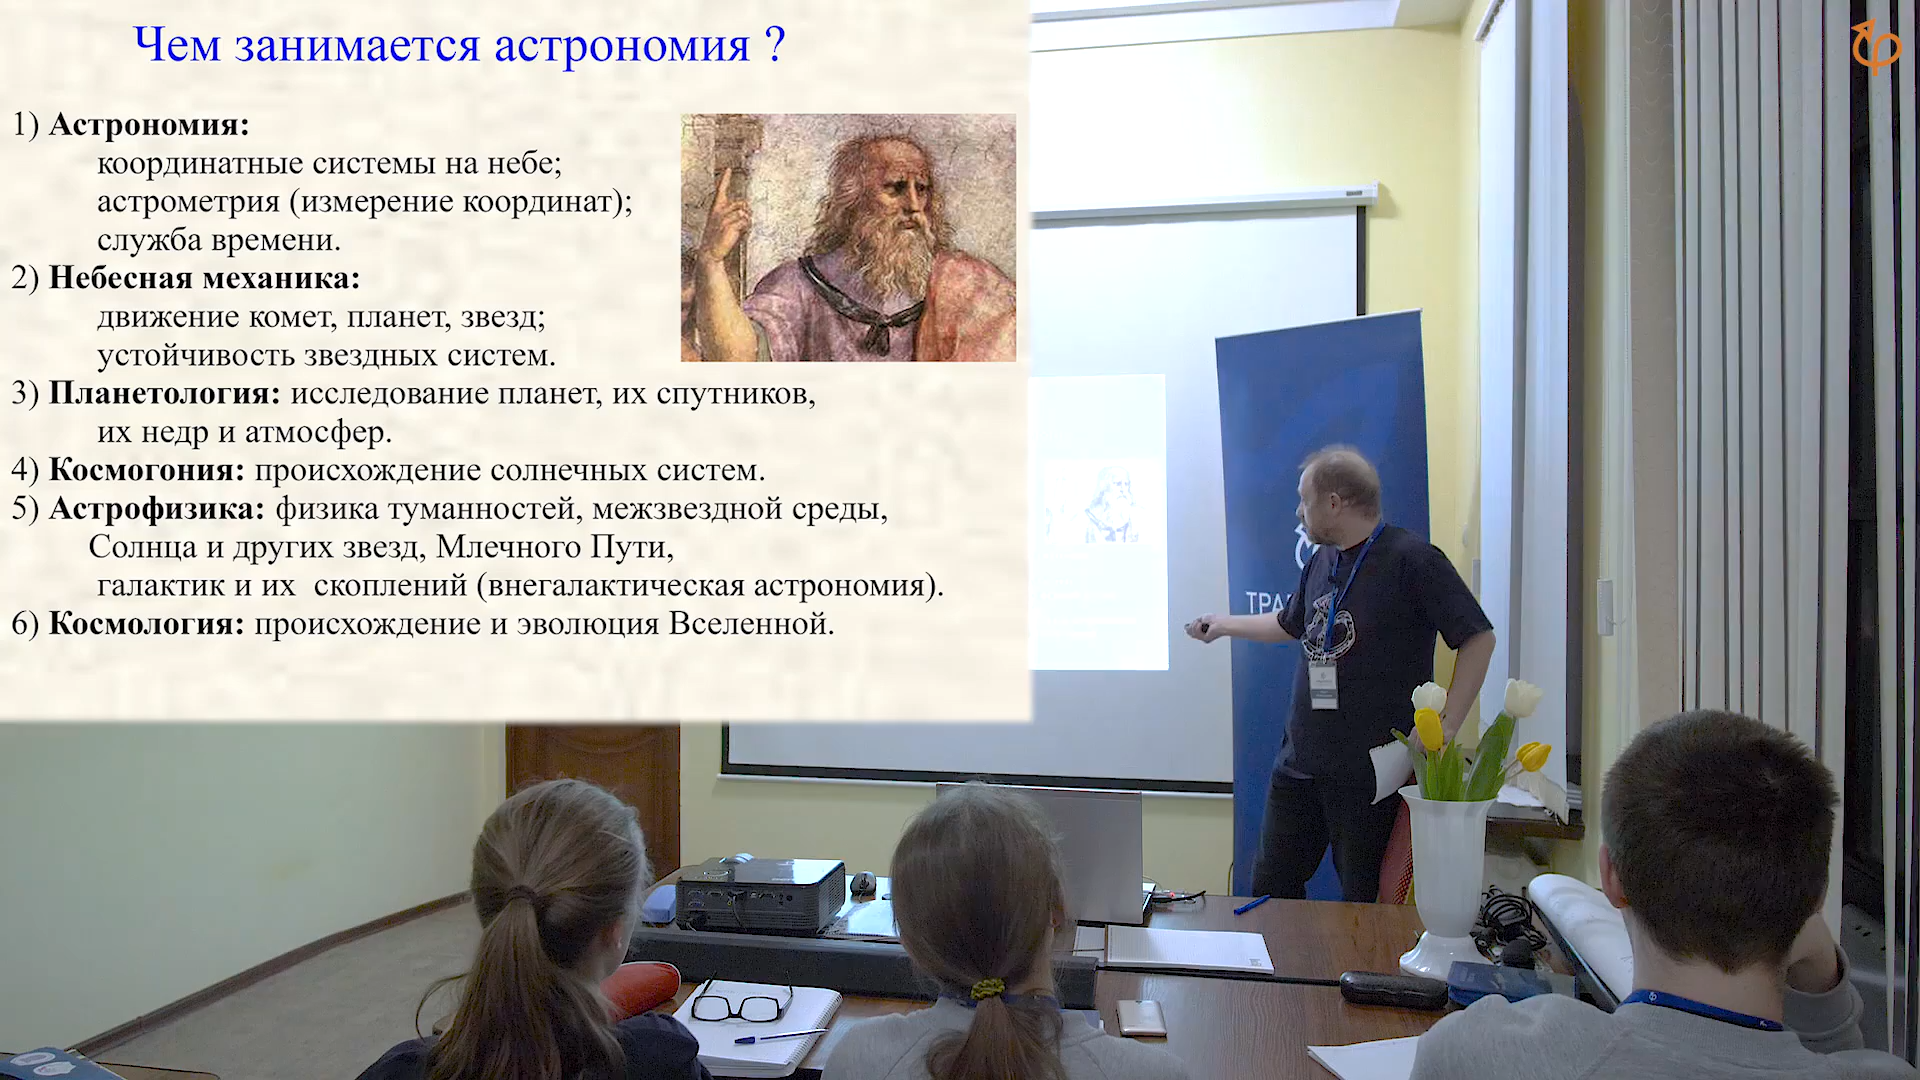 Чем занимается астрономия ?
1) Астрономия:
координатные системы на небе;
астрометрия (измерение координат);
служба времени.
2) Небесная механика:
движение комет, планет, звезд;
устойчивость звездных систем.
3) Планетология: исследование планет, их спутников,
их недр и атмосфер.
4) Космогония: происхождение солнечных систем.
5) Астрофизика: физика туманностей, межзвездной среды,
Солнца и других звезд, Млечного Пути,
галактик и их  скоплений (внегалактическая астрономия).
6) Космология: происхождение и эволюция Вселенной.